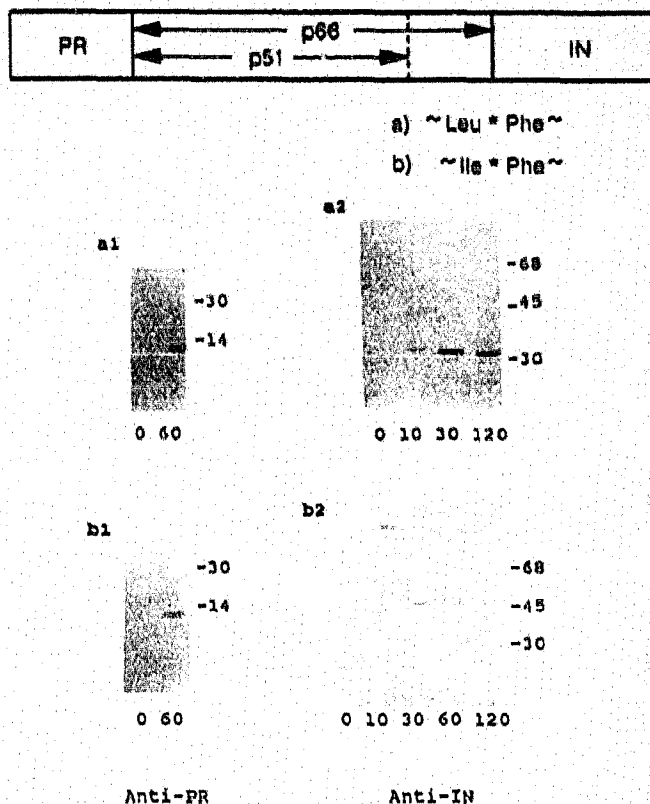 PR p66 IN
p51
a) ~Leu * Phe~
b) ~Ile * Phe~
a1
-30
-14
0 60
a2
-68
-45
-30
0 10 30 120
b1
-30
-14
0 60
b2
-68
-45
-30
0 10 30 60 120
Anti-PR Anti-IN